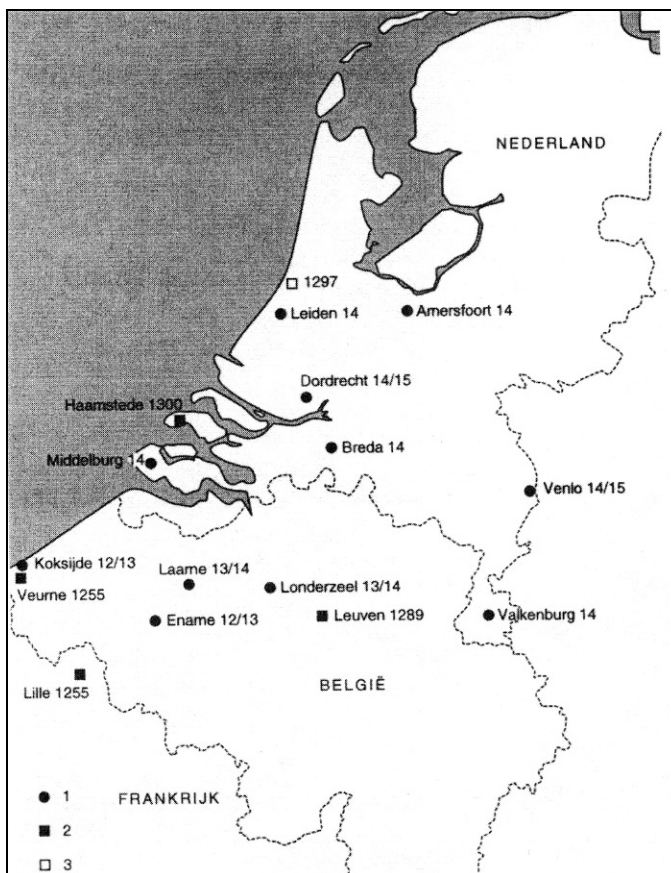 NEDERLAND
1297
Leiden 14
Amersfoort 14
Dordrecht 14/15
Haamstede 1300
Breda 14
Middelburg 14
Venlo 14/15
Koksijde 12/13
Laarne 13/14
Londerzeel 13/14
Veurne 1255
Ename 12/13
Leuven 1289
Valkenburg 14
Lille 1255
BELGIË
1
FRANKRIJK
2
3